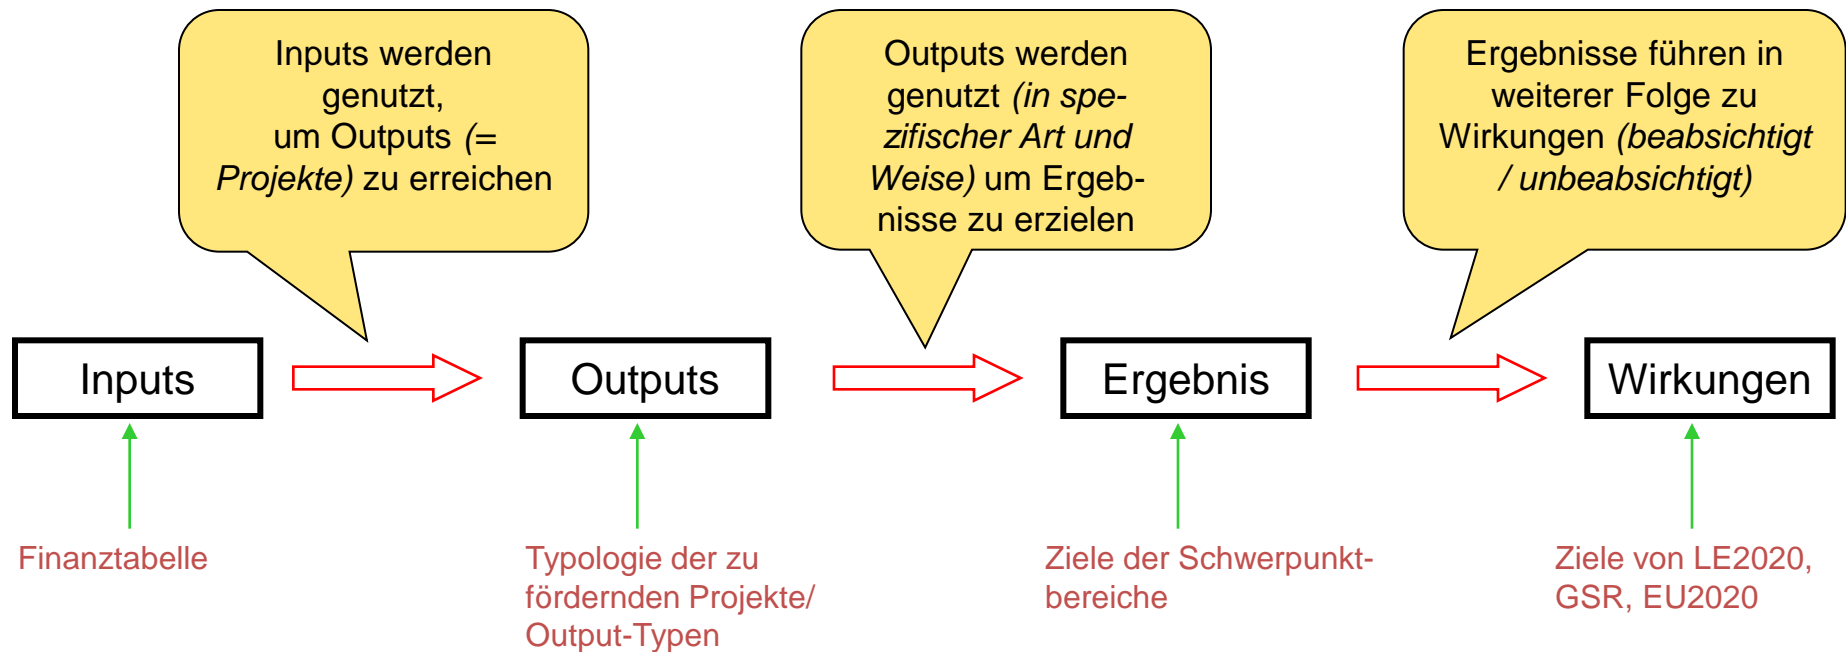 Inputs werden
genutzt,
um Outputs (=
Projekte) zu erreichen
Outputs werden
genutzt (in spe-
zifischer Art und
Weise) um Ergeb-
nisse zu erzielen
Ergebnisse führen in
weiterer Folge zu
Wirkungen (beabsichtigt
/ unbeabsichtigt)
Inputs
Outputs
Ergebnis
Wirkungen
Finanztabelle
Typologie der zu
fördernden Projekte/
Output-Typen
Ziele der Schwerpunkt-
bereiche
Ziele von LE2020,
GSR, EU2020